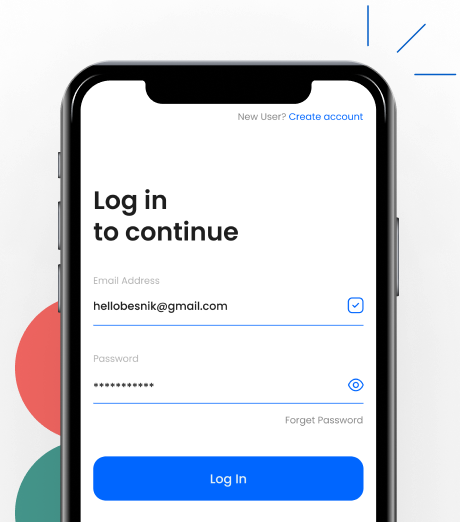 New User? Create account
Log in
to continue
Email Address
hellobesnik@gmail.com
Password
***********
Forget Password
Log In